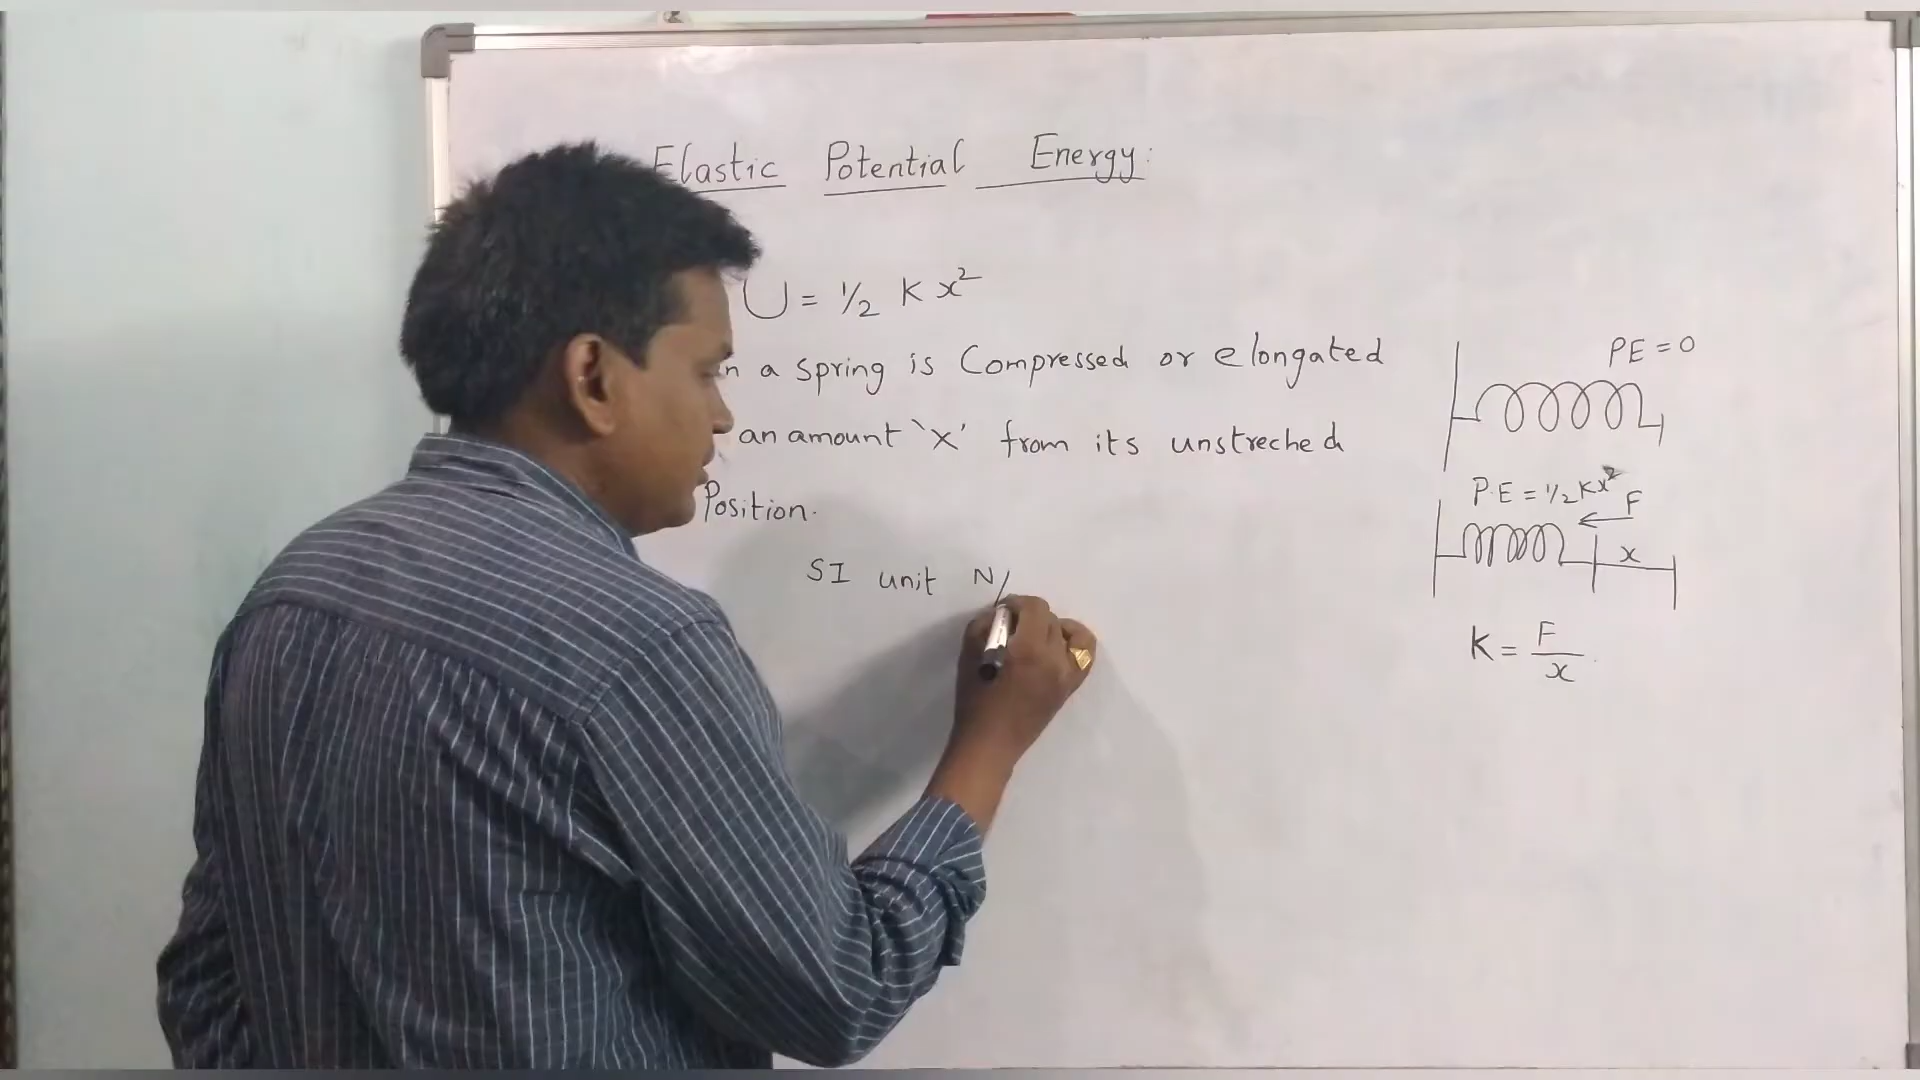 Elastic Potential Energy:
U = 1/2 K x²
n a spring is Compressed or elongated
an amount `x' from its unstreched
Position.
SI unit N/
PE = 0
P.E = 1/2 Kx²
F
x
K = F/x